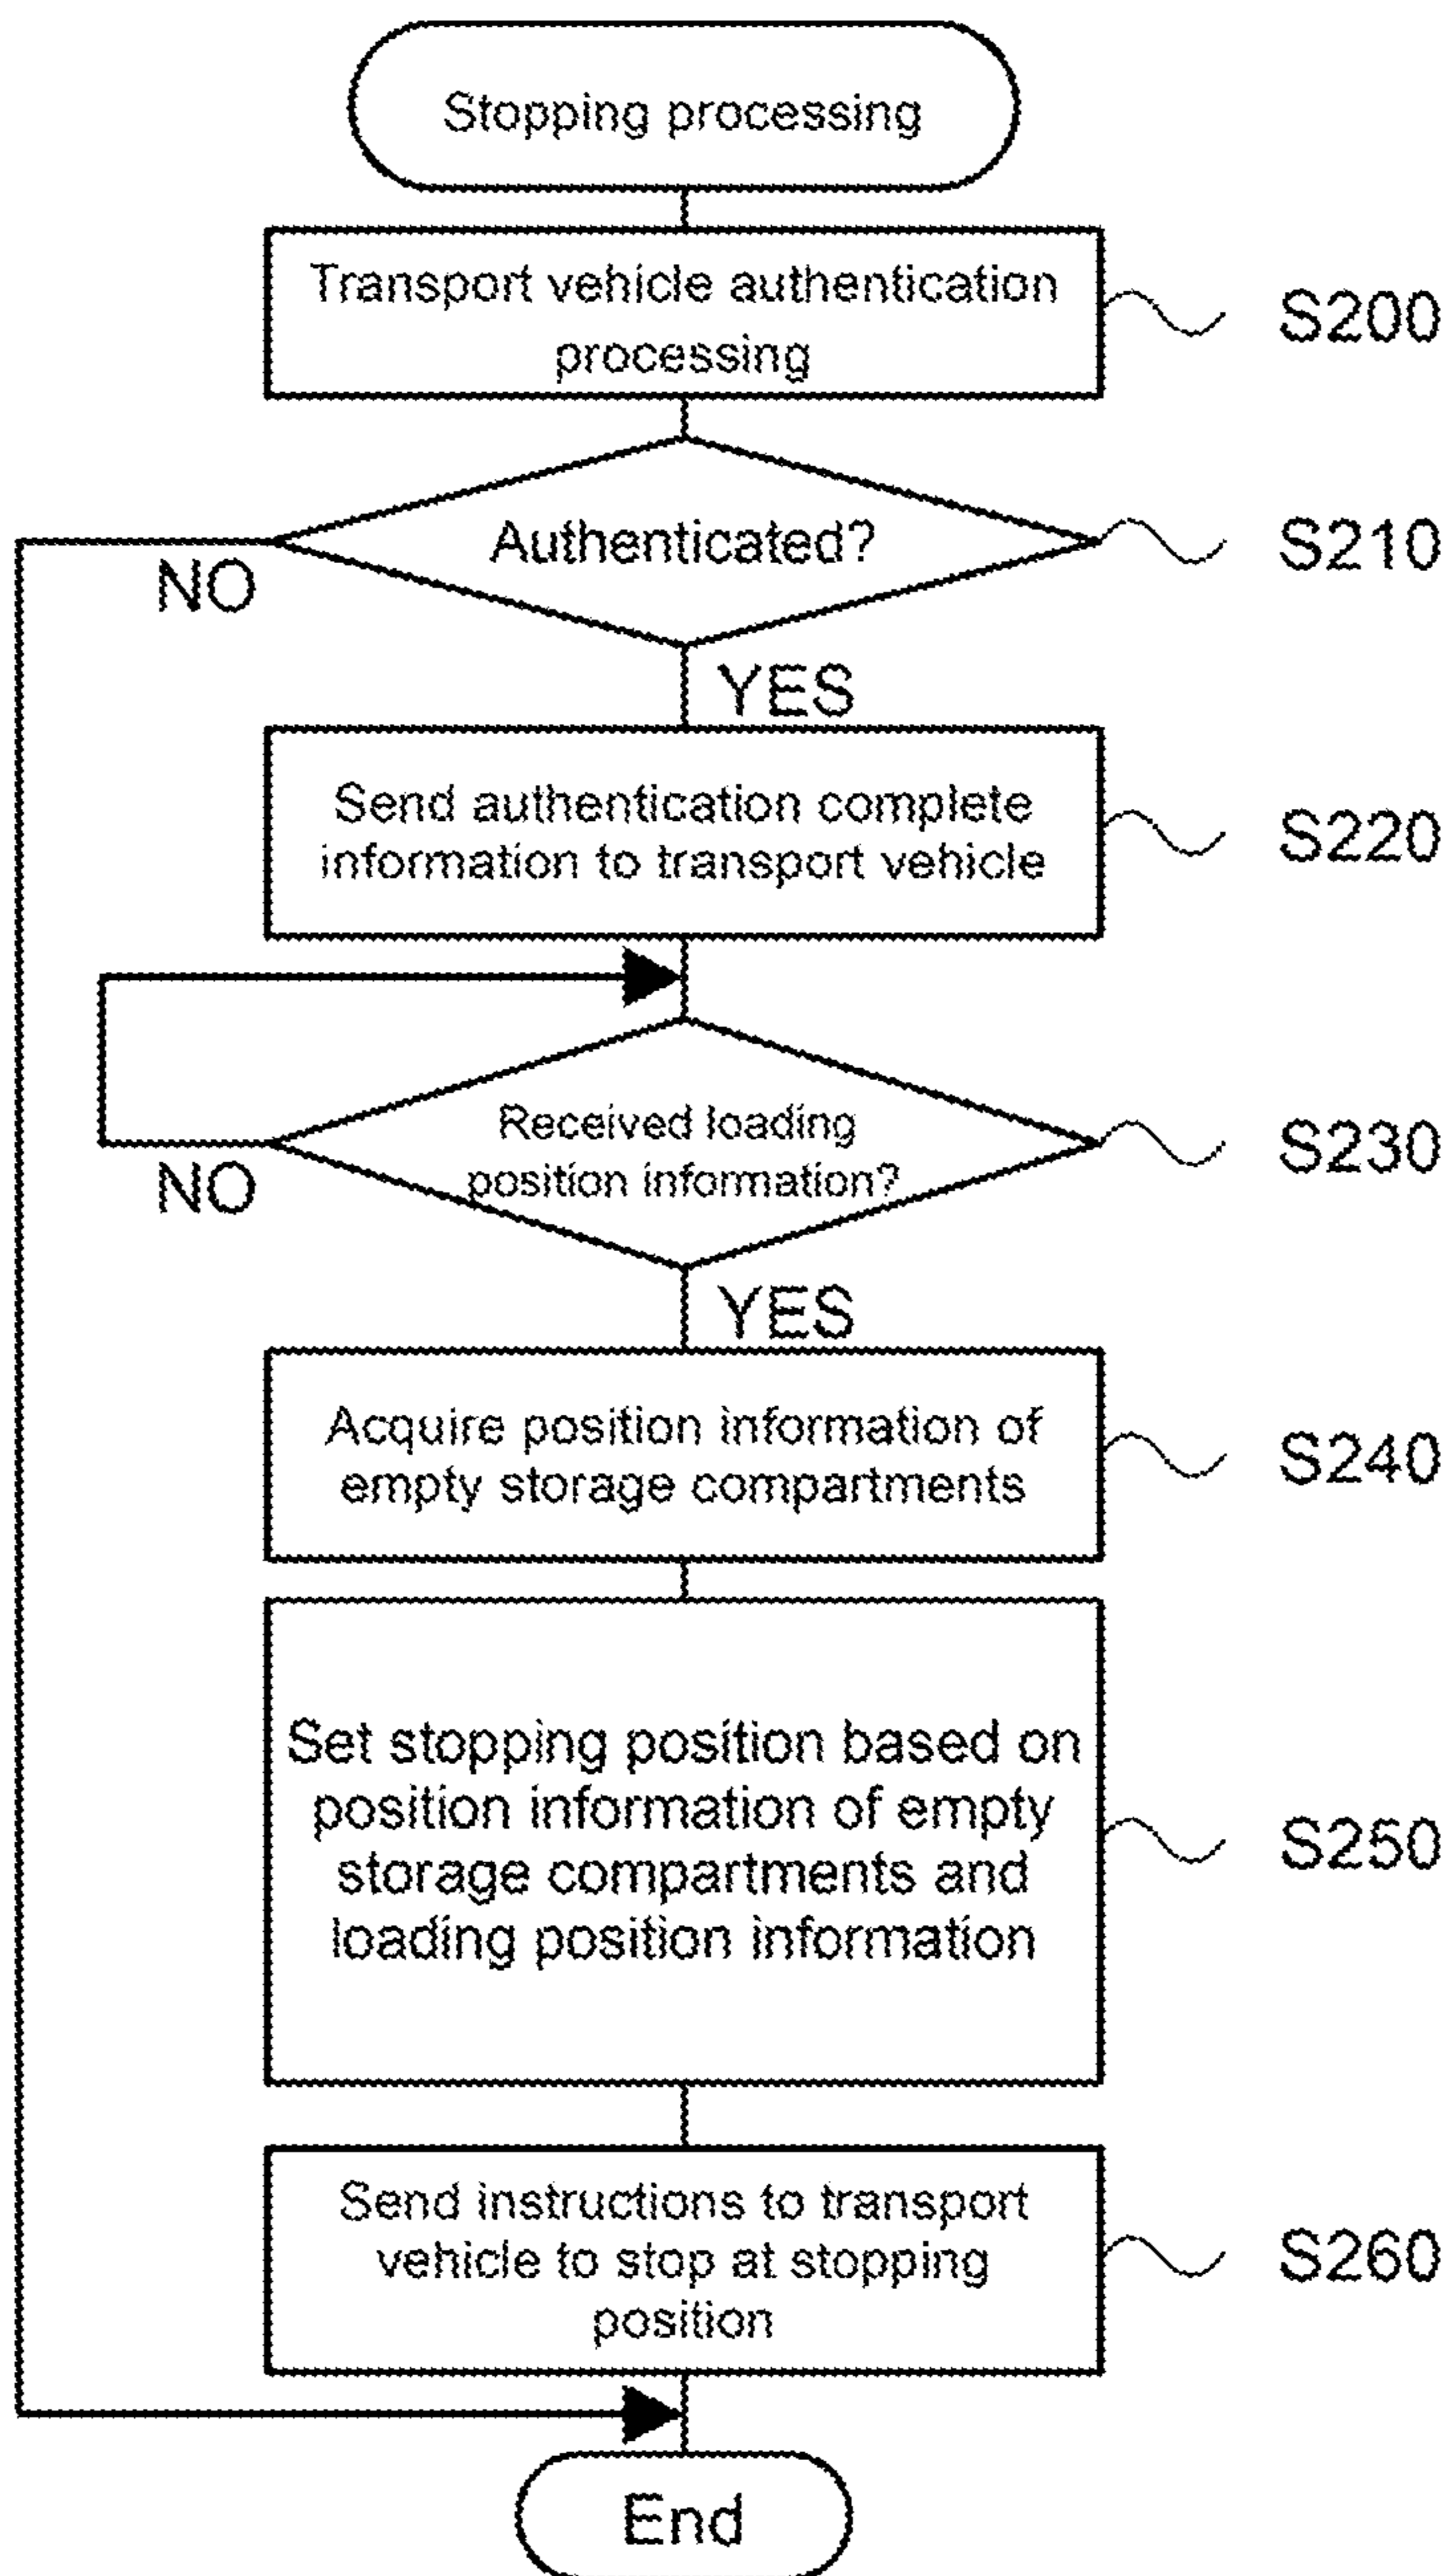 Stopping processing
Transport vehicle authentication
processing
S200
Authenticated?
S210
NO
YES
Send authentication complete
information to transport vehicle
S220
Received loading
position information?
S230
NO
YES
Acquire position information of
empty storage compartments
S240
Set stopping position based on
position information of empty
storage compartments and
loading position information
S250
Send instructions to transport
vehicle to stop at stopping
position
S260
End